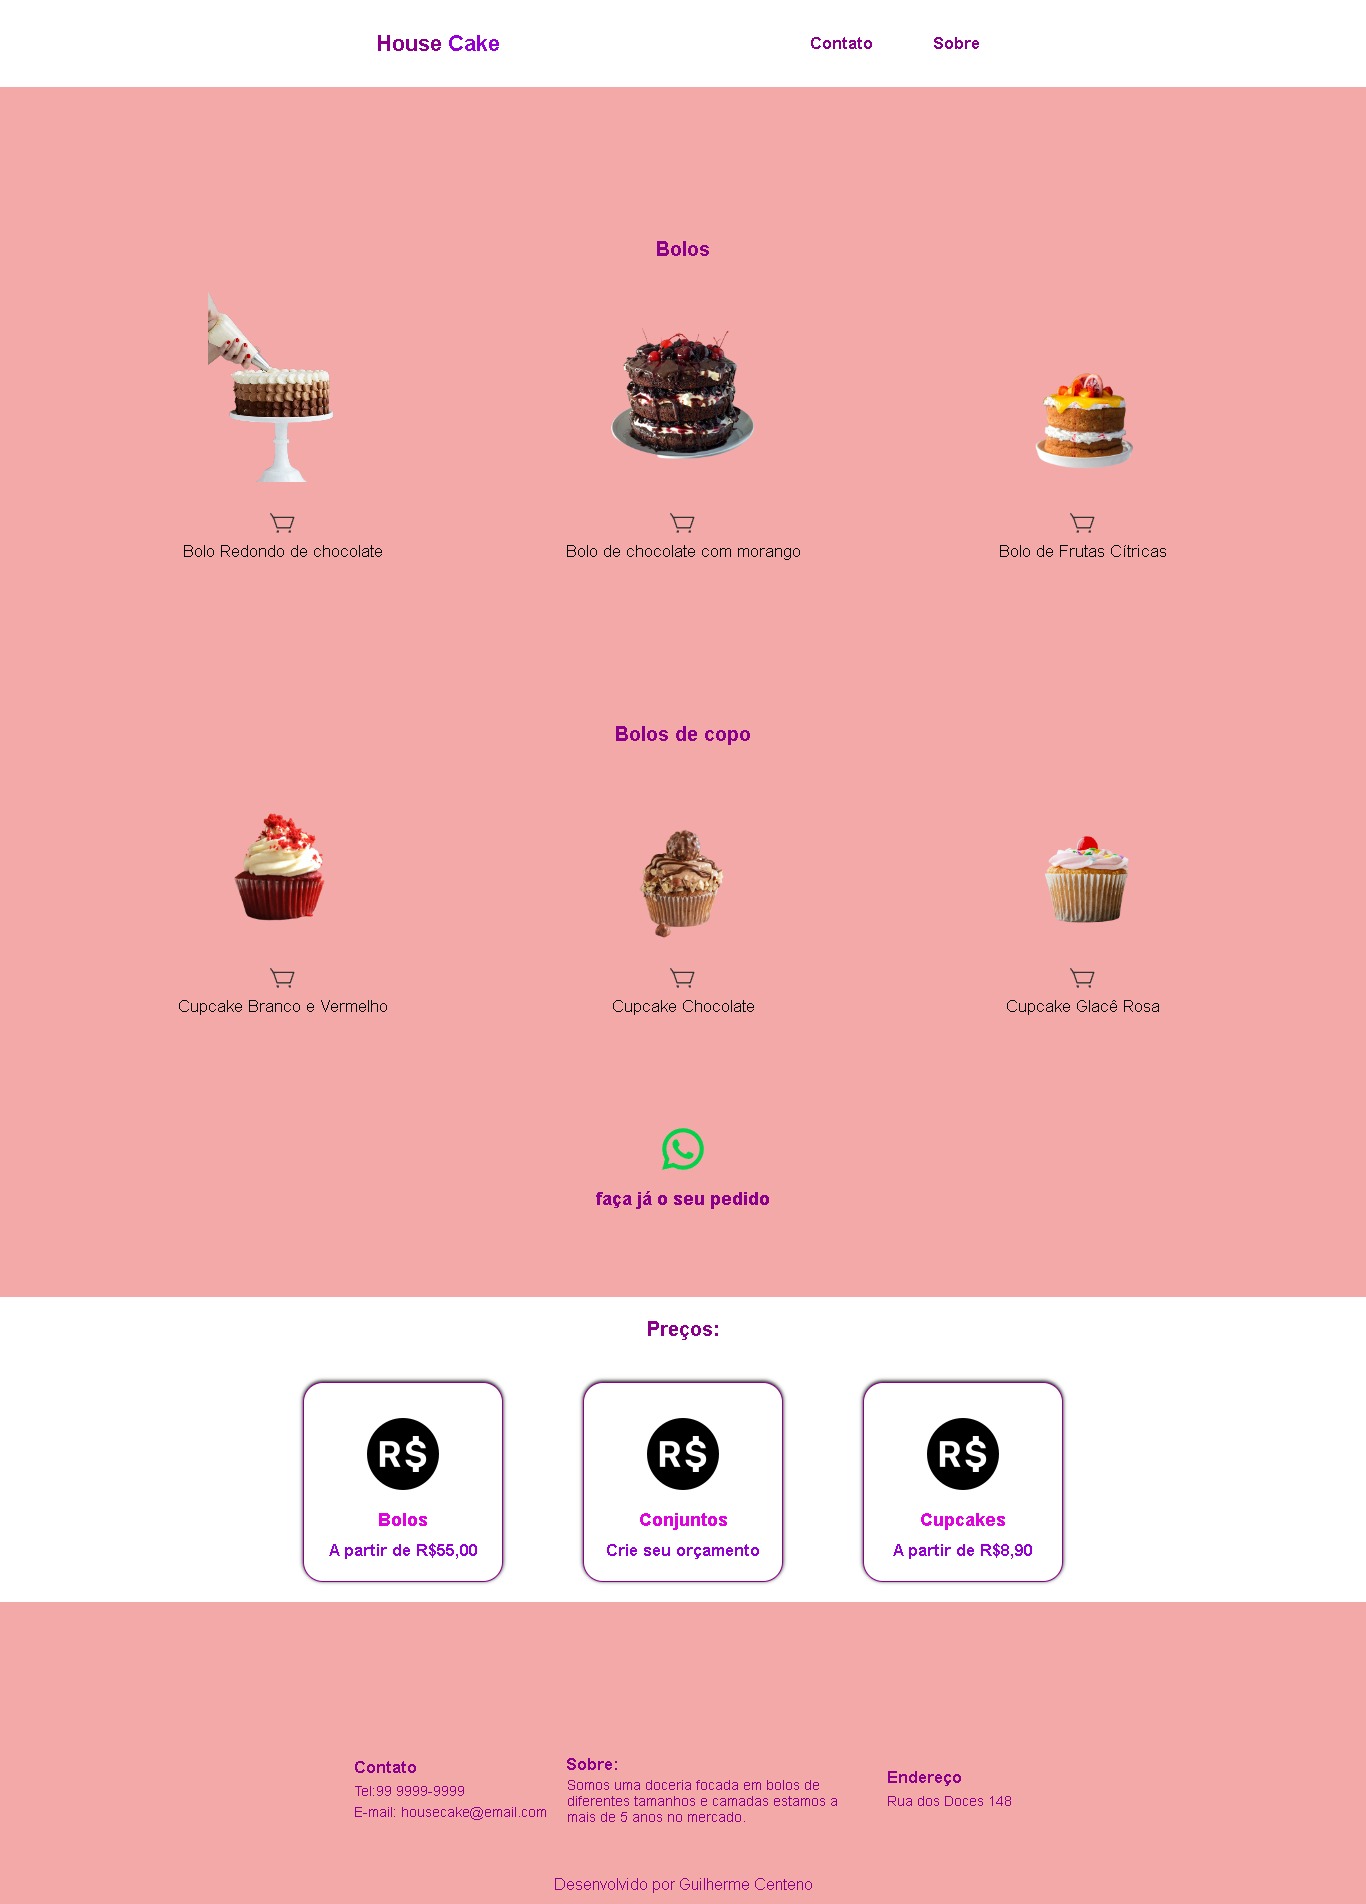 House Cake
Contato
Sobre
Bolos
Bolo Redondo de chocolate
Bolo de chocolate com morango
Bolo de Frutas Cítricas
Bolos de copo
Cupcake Branco e Vermelho
Cupcake Chocolate
Cupcake Glacê Rosa
faça já o seu pedido
Preços:
R$
Bolos
A partir de R$55,00
R$
Conjuntos
Crie seu orçamento
R$
Cupcakes
A partir de R$8,90
Contato
Tel:99 9999-9999
E-mail: housecake@email.com
Sobre:
Somos uma doceria focada em bolos de
diferentes tamanhos e camadas estamos a
mais de 5 anos no mercado.
Endereço
Rua dos Doces 148
Desenvolvido por Guilherme Centeno